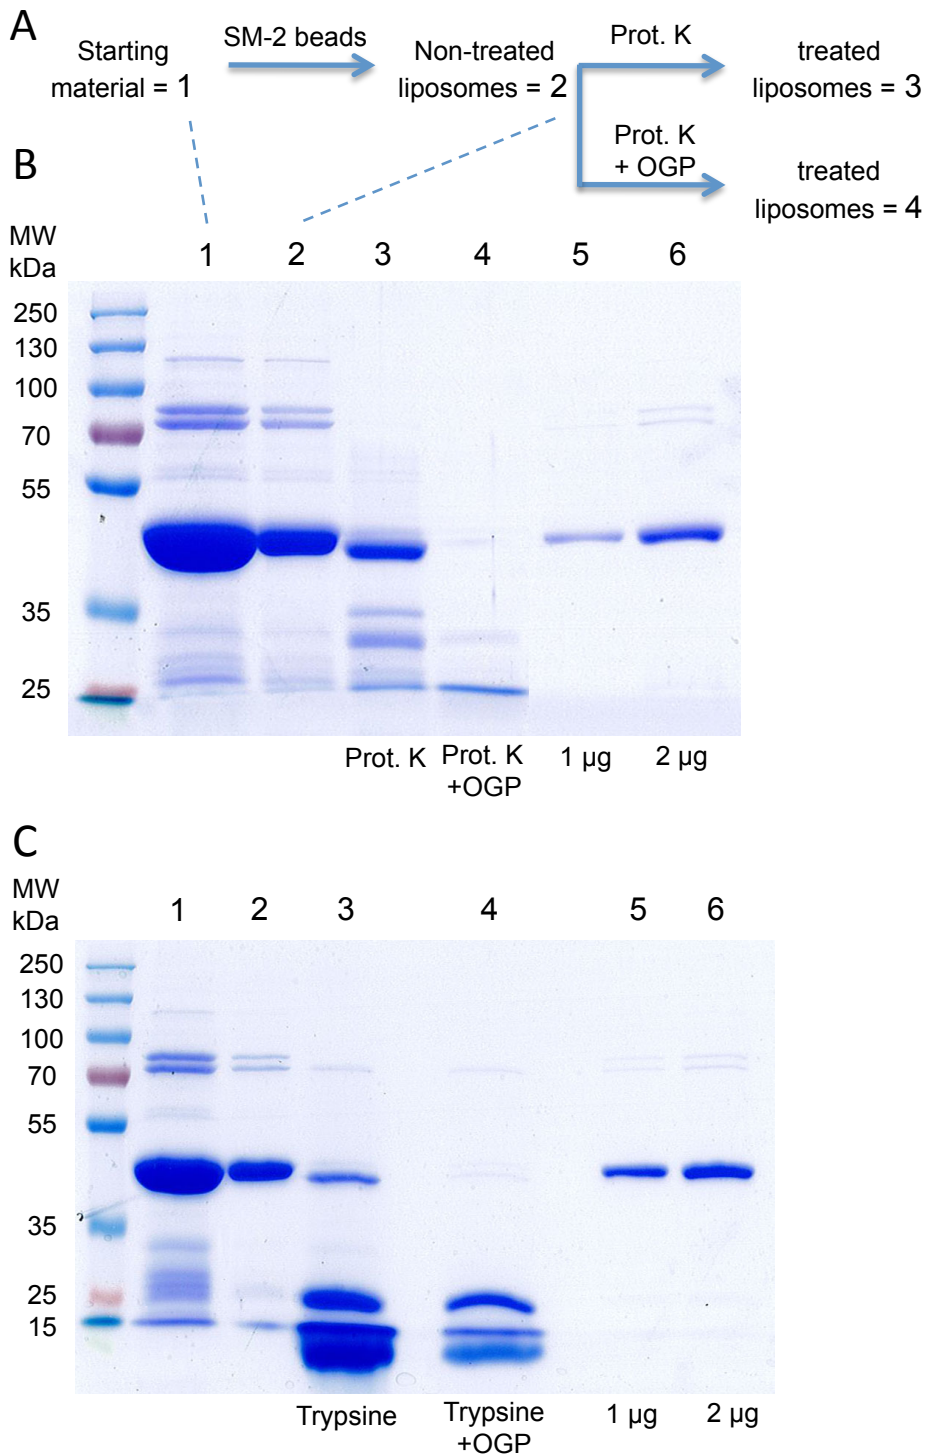 A
Starting
material = 1
SM-2 beads
Non-treated
liposomes = 2
Prot. K
treated
liposomes = 3
Prot. K
+ OGP
treated
liposomes = 4
B
MW
kDa
1 2 3 4 5 6
250
130
100
70
55
35
25
Prot. K
Prot. K
+OGP
1 µg
2 µg
C
MW
kDa
1 2 3 4 5 6
250
130
100
70
55
35
25
15
Trypsine
Trypsine
+OGP
1 µg
2 µg